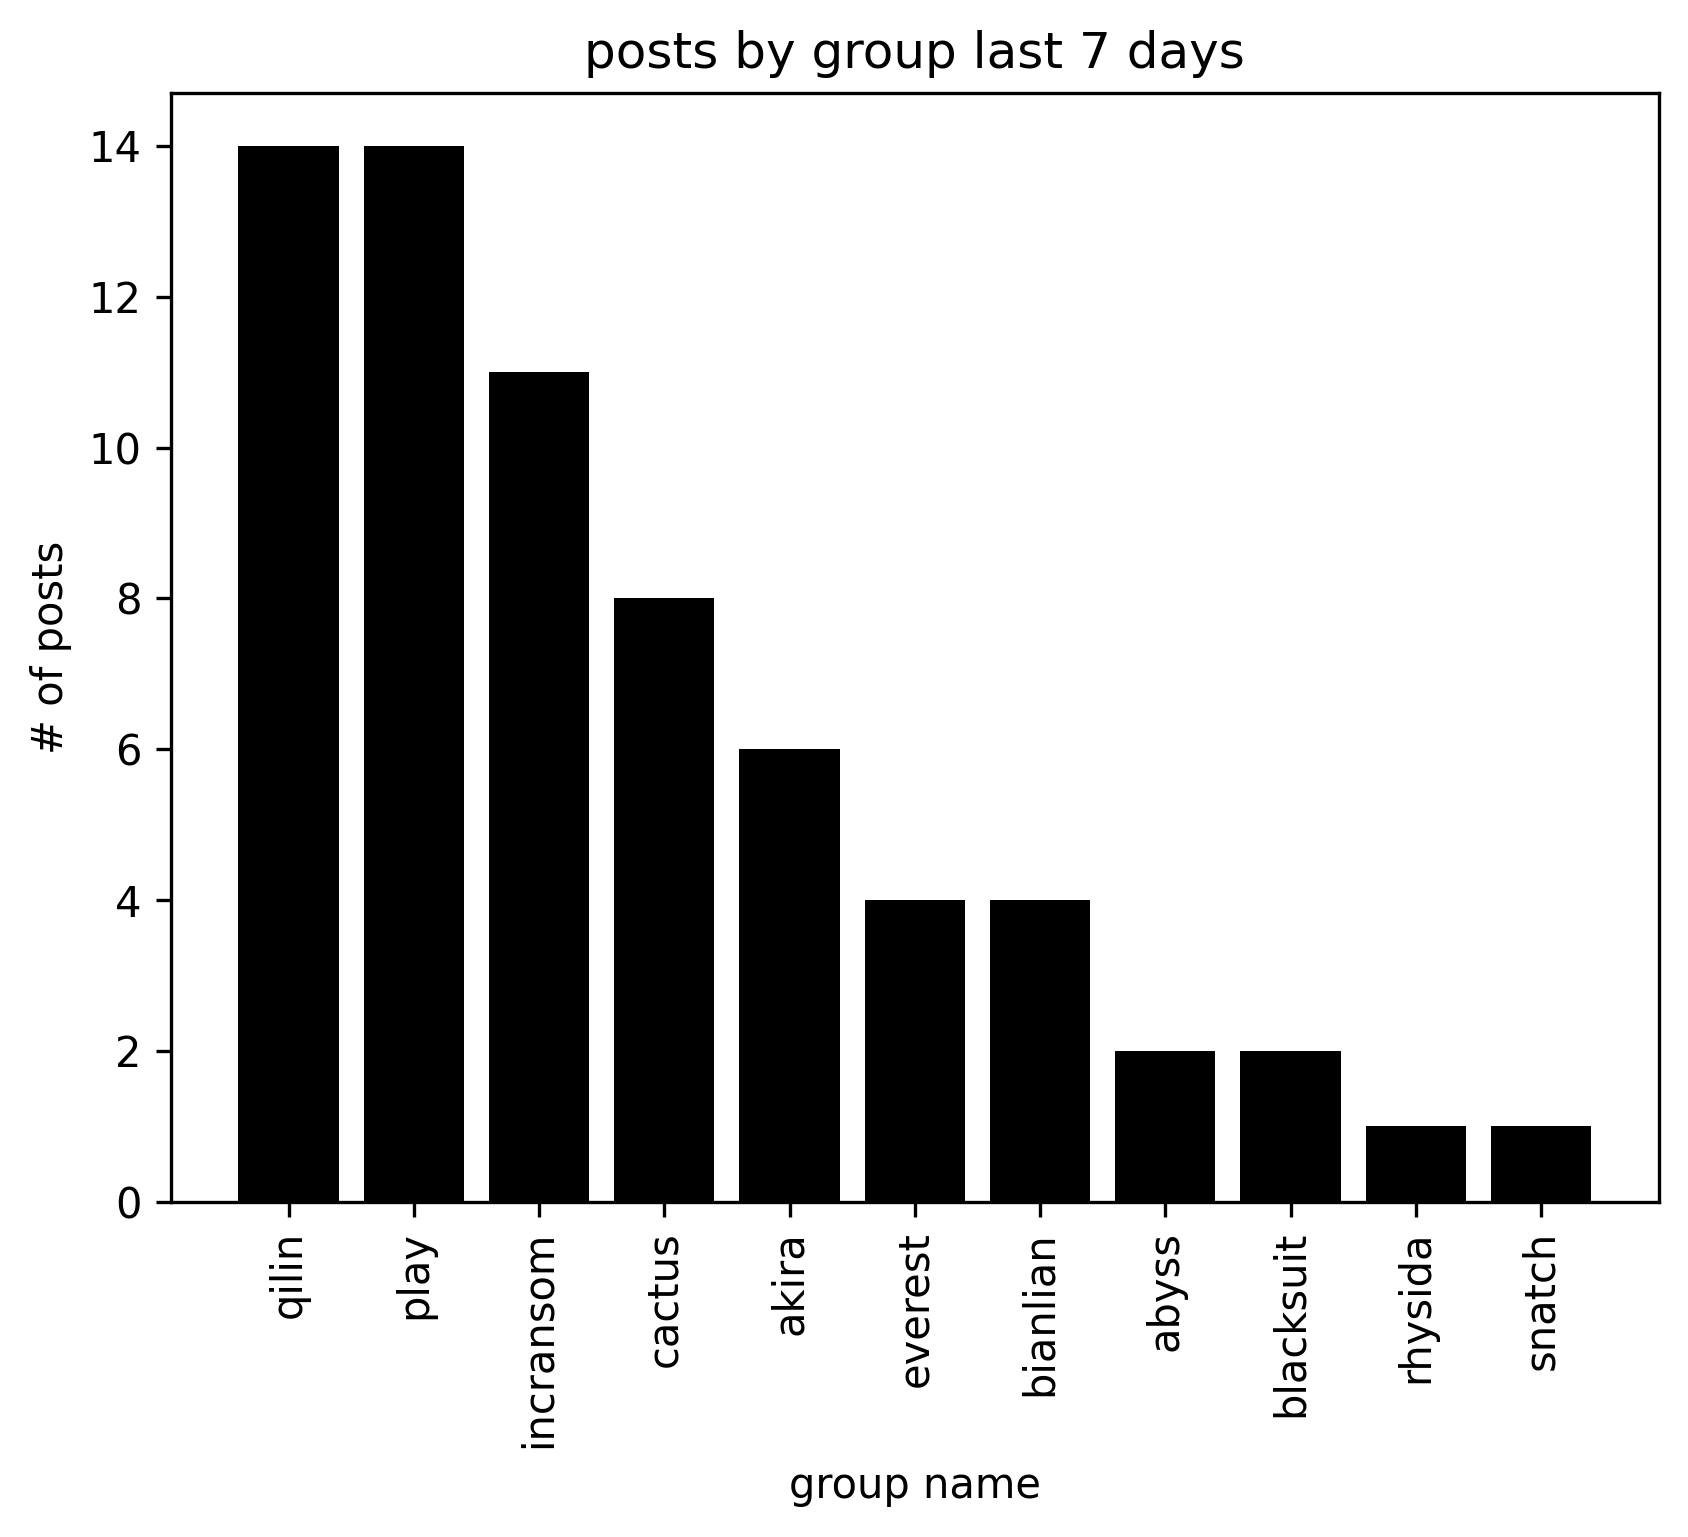 posts by group last 7 days
# of posts
14
12
10
8
6
4
2
0
qilin
play
incransom
cactus
akira
everest
bianlian
abyss
blacksuit
rhysida
snatch
group name